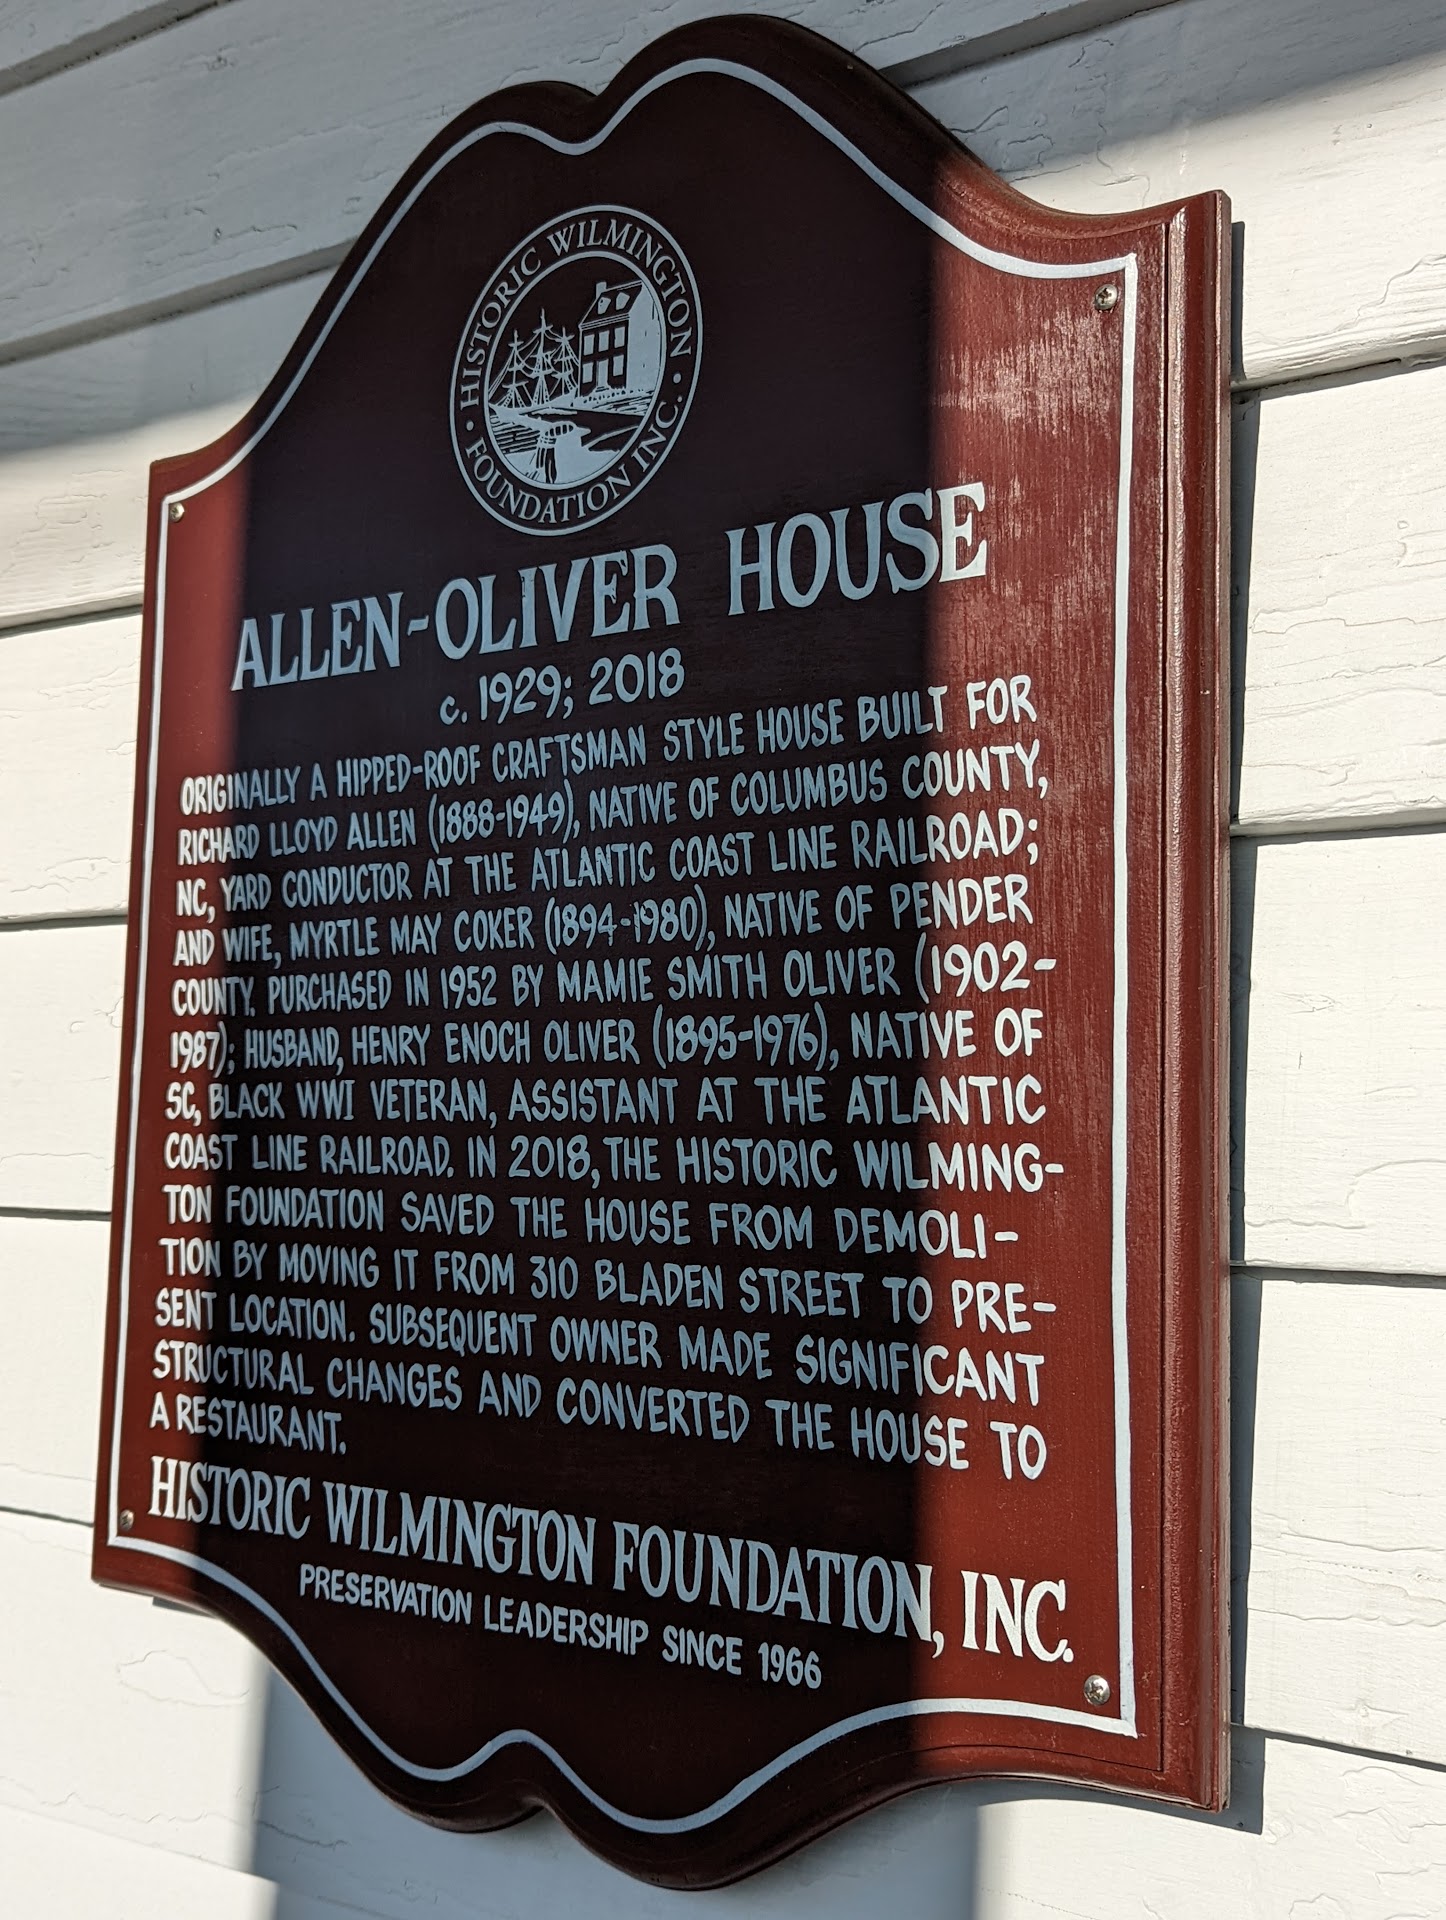 HISTORIC WILMINGTON
FOUNDATION INC.
ALLEN-OLIVER HOUSE
c. 1929; 2018
ORIGINALLY A HIPPED-ROOF CRAFTSMAN STYLE HOUSE BUILT FOR
RICHARD LLOYD ALLEN (1888-1949), NATIVE OF COLUMBUS COUNTY,
NC, YARD CONDUCTOR AT THE ATLANTIC COAST LINE RAILROAD;
AND WIFE, MYRTLE MAY COKER (1894-1980), NATIVE OF PENDER
COUNTY. PURCHASED IN 1952 BY MAMIE SMITH OLIVER (1902-
1987); HUSBAND, HENRY ENOCH OLIVER (1895-1976), NATIVE OF
SC, BLACK WWI VETERAN, ASSISTANT AT THE ATLANTIC
COAST LINE RAILROAD. IN 2018, THE HISTORIC WILMING-
TON FOUNDATION SAVED THE HOUSE FROM DEMOLI-
TION BY MOVING IT FROM 310 BLADEN STREET TO PRE-
SENT LOCATION. SUBSEQUENT OWNER MADE SIGNIFICANT
STRUCTURAL CHANGES AND CONVERTED THE HOUSE TO
A RESTAURANT.
HISTORIC WILMINGTON FOUNDATION, INC.
PRESERVATION LEADERSHIP SINCE 1966